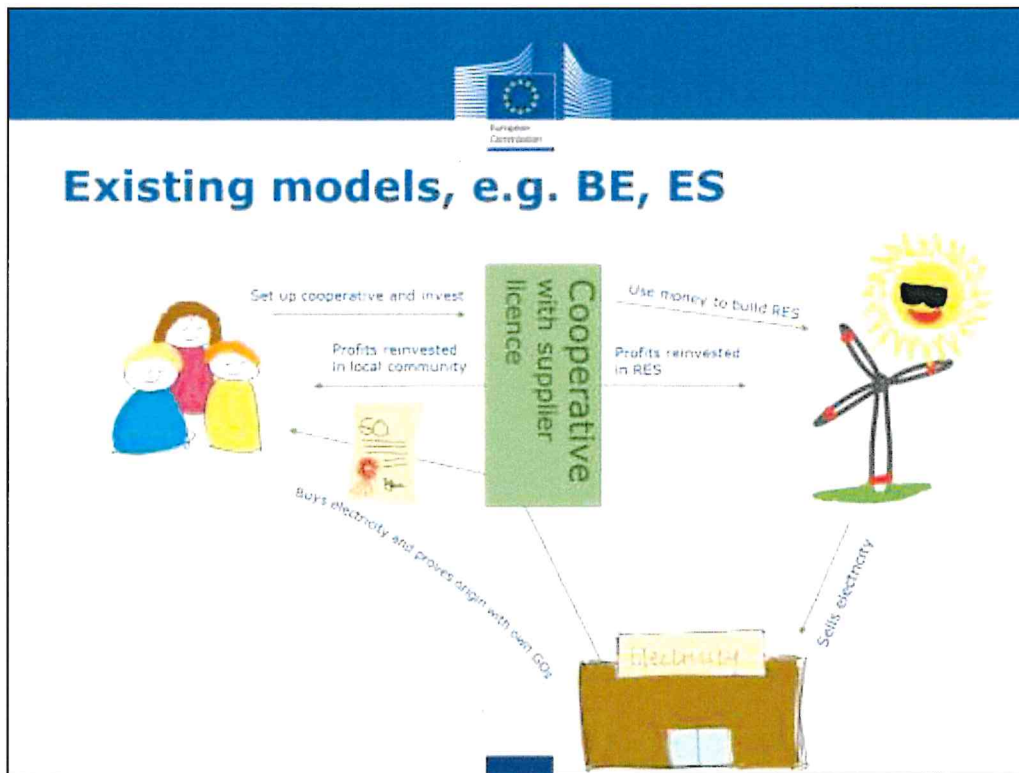 European
Commission
Existing models, e.g. BE, ES
Set up cooperative and invest
Cooperative
with supplier
licence
Use money to build RES
Profits reinvested
in local community
Profits reinvested
in RES
GO
Buys electricity and proves origin with own GOs
Sells electricity
Electricity